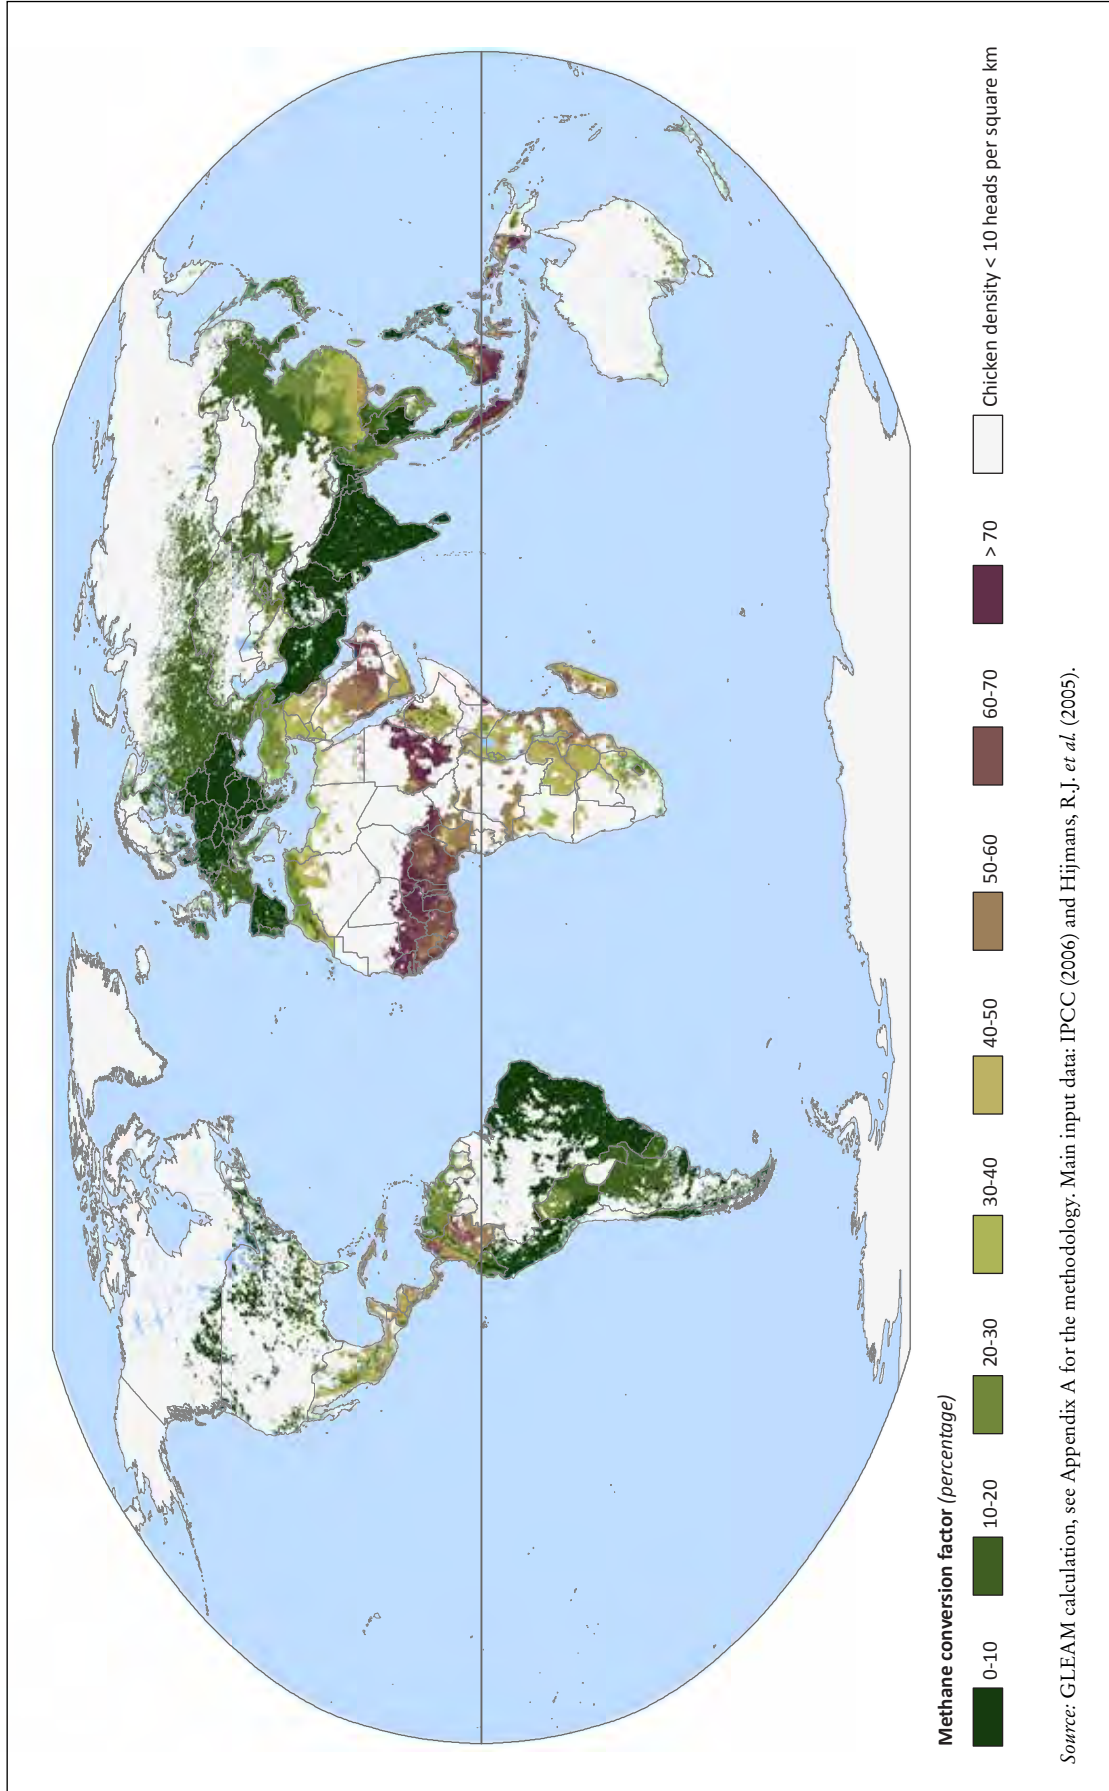 Methane conversion factor (percentage)
0-10 10-20 20-30 30-40 40-50 50-60 60-70 > 70 Chicken density < 10 heads per square km
Source: GLEAM calculation, see Appendix A for the methodology. Main input data: IPCC (2006) and Hijmans, R.J. et al. (2005).